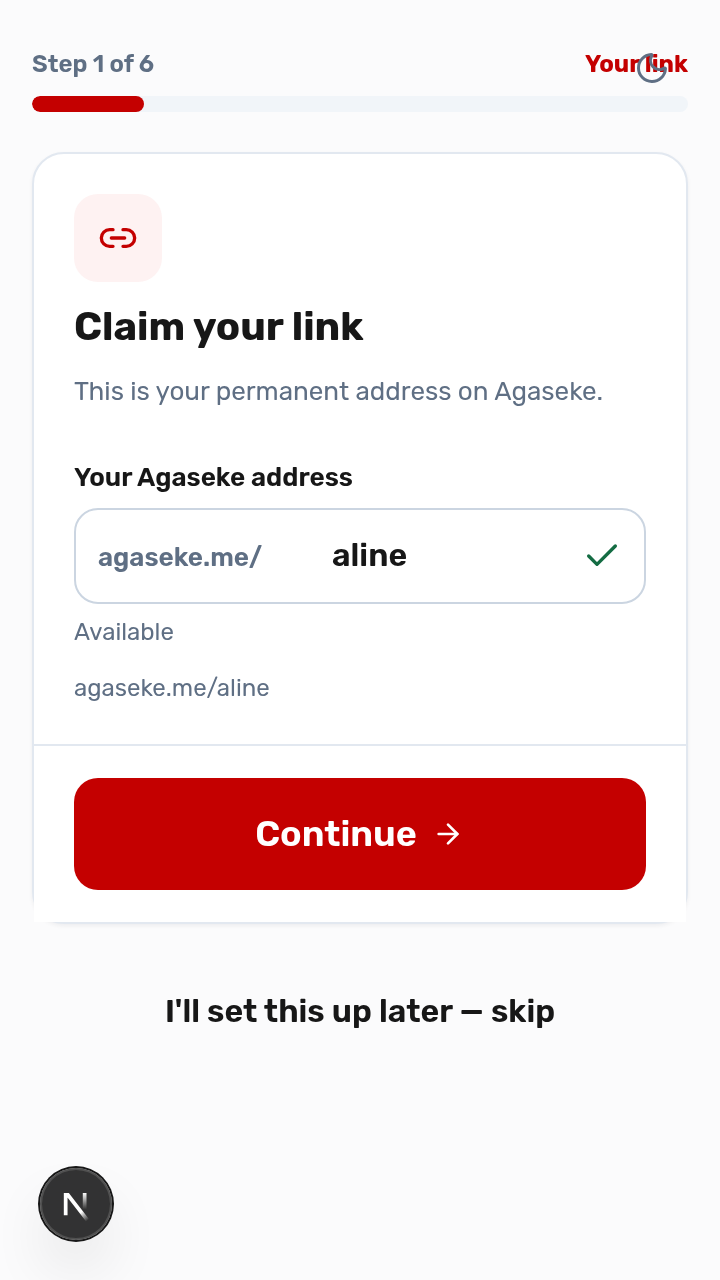 Step 1 of 6
Your link
Claim your link
This is your permanent address on Agaseke.
Your Agaseke address
agaseke.me/ aline
Available
agaseke.me/aline
Continue
I'll set this up later — skip
N